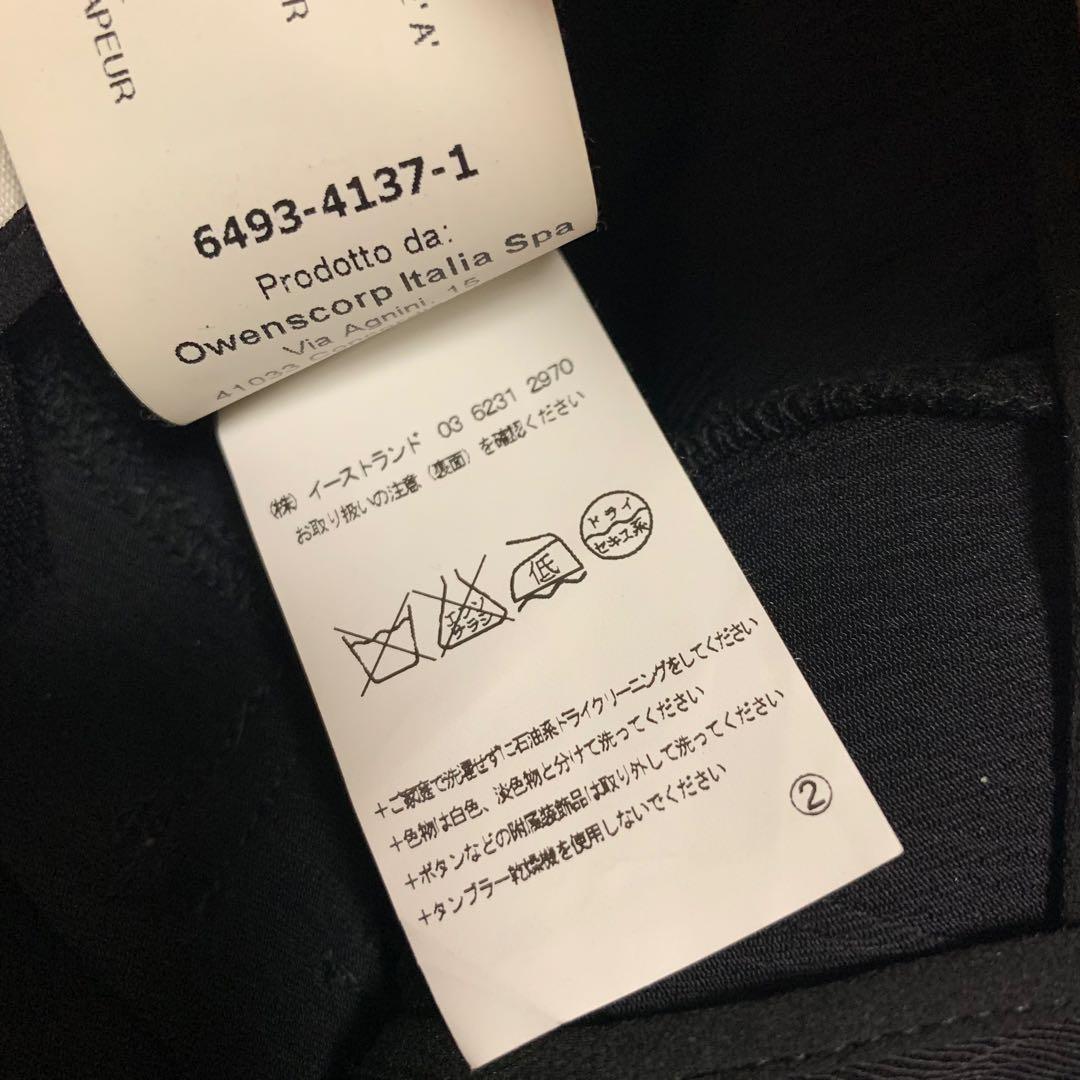 APEUR
R
'A'
6493-4137-1
Prodotto da:
Owenscorp Italia Spa
Via Agnini, 15
41033
(株) イーストランド 03 6231 2970
お取り扱いの注意 (裏面) を確認ください
エンソ
サラシ
低
ドライ
セキユ系
+ご家庭で洗濯せずに石油系ドライクリーニングをしてください
+色物は白色、淡色物と分けて洗ってください
+ボタンなどの附属装飾品は取り外して洗ってください
+タンブラー乾燥機を使用しないでください
2